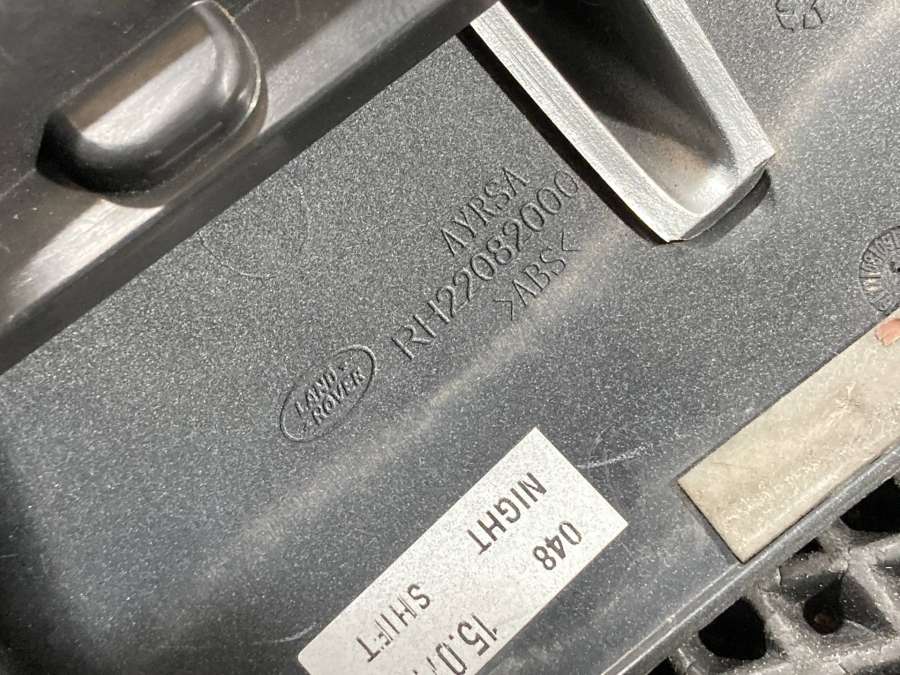 AYRSA
RH22082000
>ABS<
LAND
ROVER
048
NIGHT
SHIFT